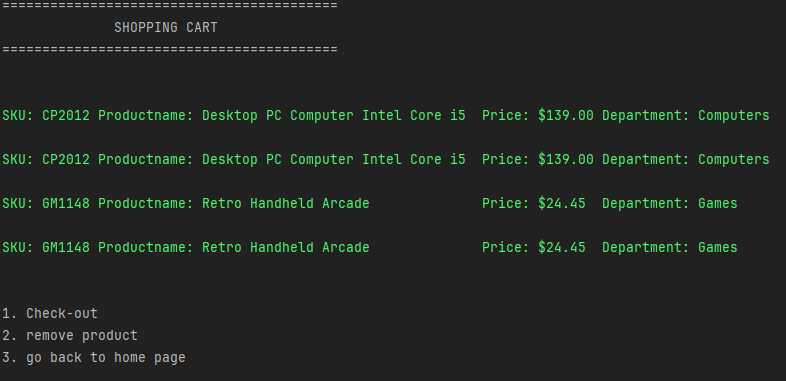 ==========================================
SHOPPING CART
==========================================
SKU: CP2012 Productname: Desktop PC Computer Intel Core i5  Price: $139.00 Department: Computers
SKU: CP2012 Productname: Desktop PC Computer Intel Core i5  Price: $139.00 Department: Computers
SKU: GM1148 Productname: Retro Handheld Arcade              Price: $24.45  Department: Games
SKU: GM1148 Productname: Retro Handheld Arcade              Price: $24.45  Department: Games
1. Check-out
2. remove product
3. go back to home page